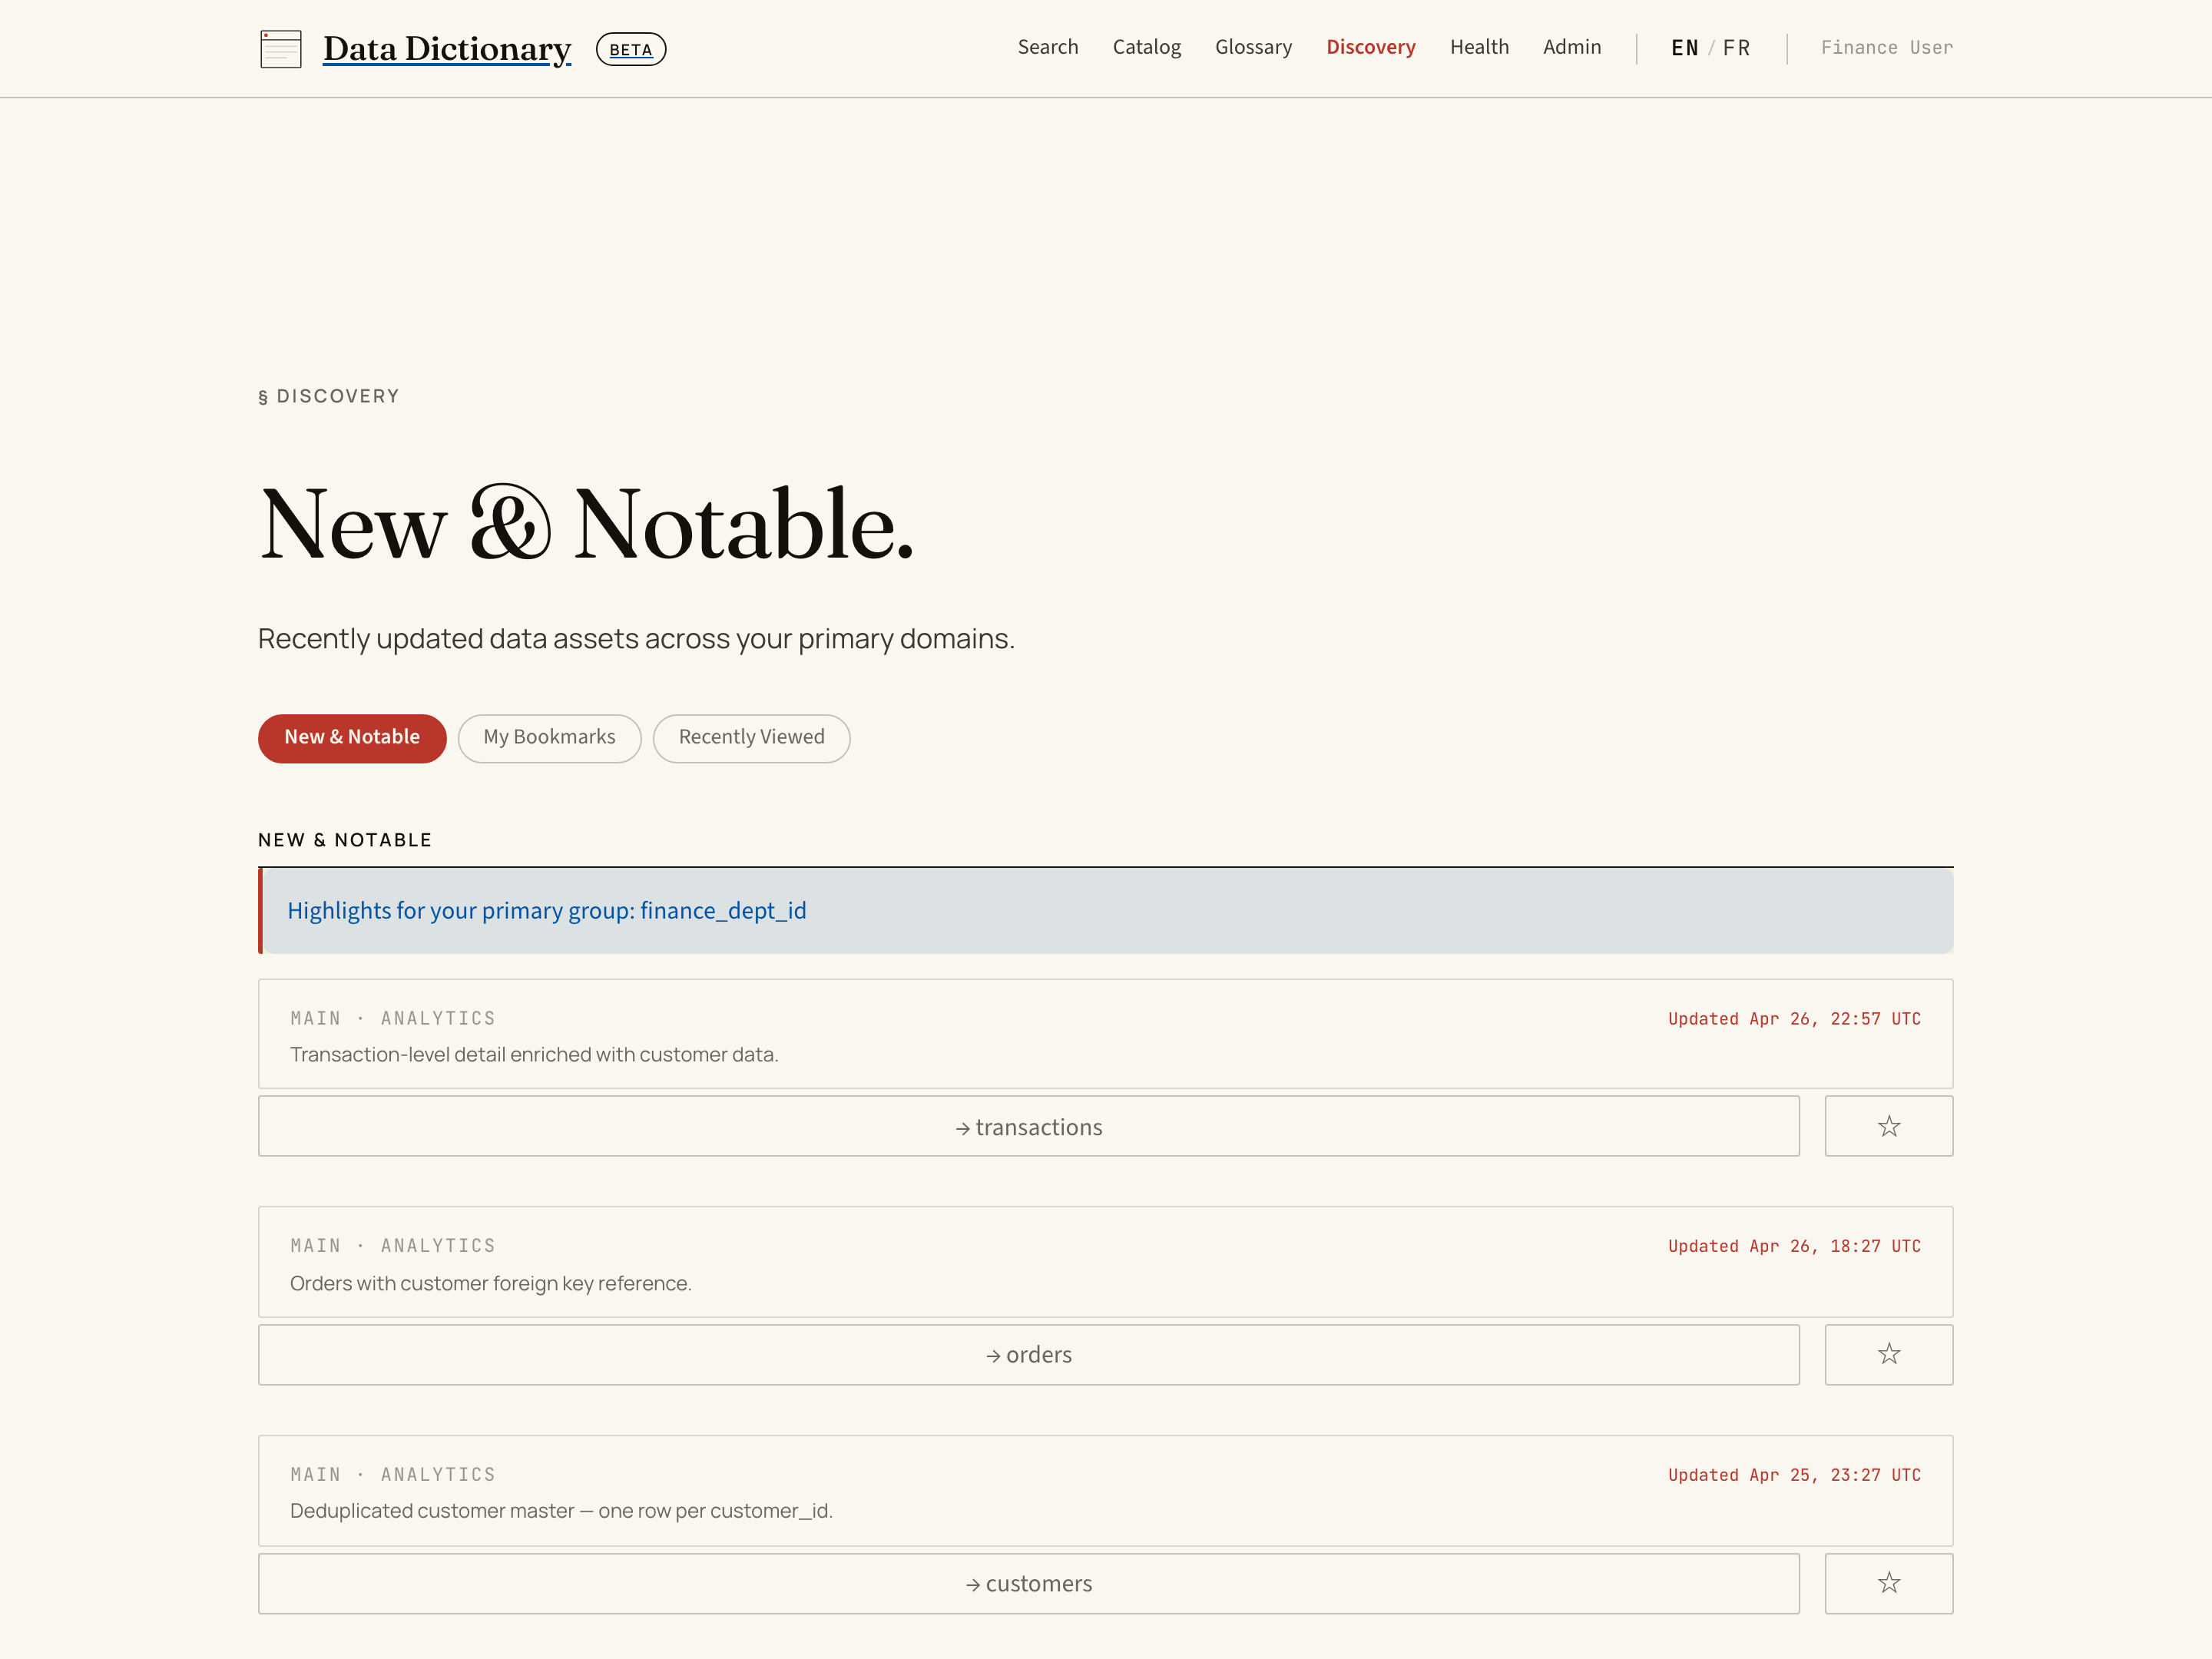 Data Dictionary BETA Search Catalog Glossary Discovery Health Admin EN / FR Finance User
§ DISCOVERY
New & Notable.
Recently updated data assets across your primary domains.
New & Notable My Bookmarks Recently Viewed
NEW & NOTABLE
Highlights for your primary group: finance_dept_id
MAIN · ANALYTICS Updated Apr 26, 22:57 UTC
Transaction-level detail enriched with customer data.
→ transactions ☆
MAIN · ANALYTICS Updated Apr 26, 18:27 UTC
Orders with customer foreign key reference.
→ orders ☆
MAIN · ANALYTICS Updated Apr 25, 23:27 UTC
Deduplicated customer master — one row per customer_id.
→ customers ☆